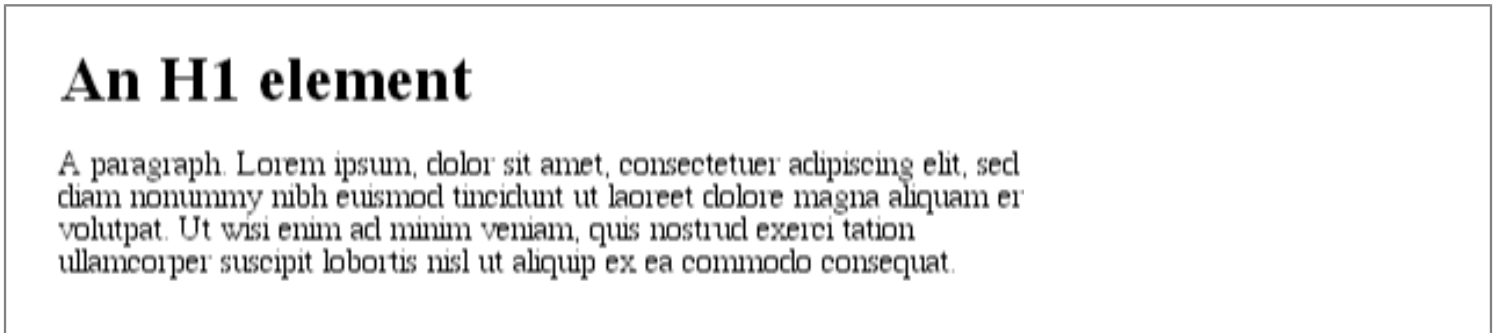 An H1 element
A paragraph. Lorem ipsum, dolor sit amet, consectetuer adipiscing elit, sed
diam nonummy nibh euismod tincidunt ut laoreet dolore magna aliquam er
volutpat. Ut wisi enim ad minim veniam, quis nostrud exerci tation
ullamcorper suscipit lobortis nisl ut aliquip ex ea commodo consequat.